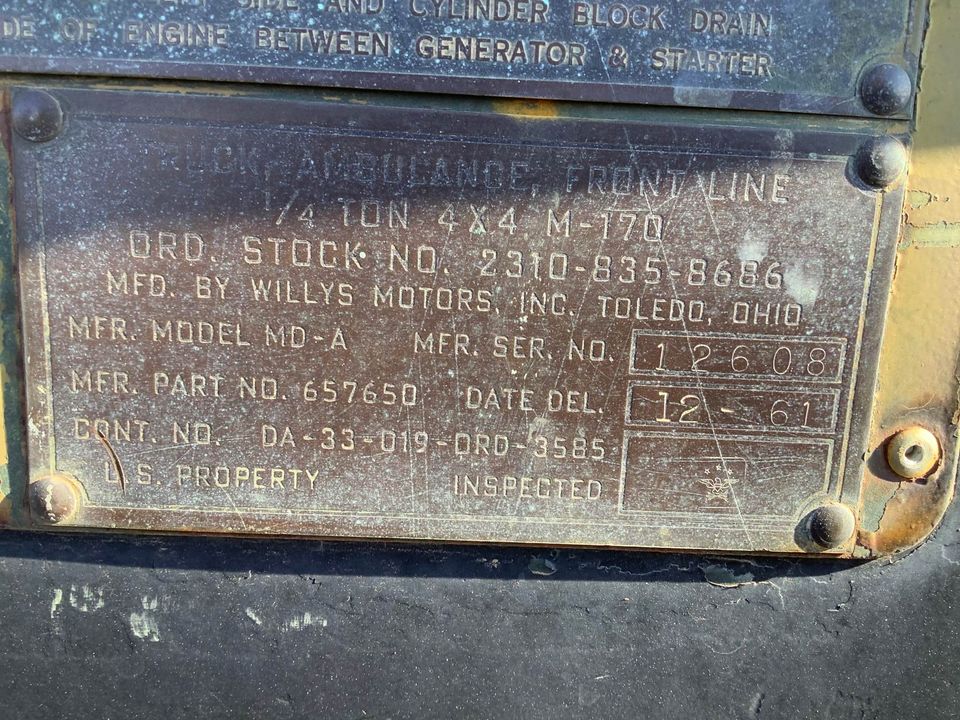 SIDE AND CYLINDER BLOCK DRAIN
DE OF ENGINE BETWEEN GENERATOR & STARTER
TRUCK, AMBULANCE, FRONT LINE
1/4 TON 4X4 M-170
ORD. STOCK NO. 2310-835-8686
MFD. BY WILLYS MOTORS, INC. TOLEDO, OHIO
MFR. MODEL MD-A MFR. SER. NO. 12608
MFR. PART NO. 657650 DATE DEL. 12-61
CONT. NO. DA-33-019-ORD-3585
U.S. PROPERTY INSPECTED